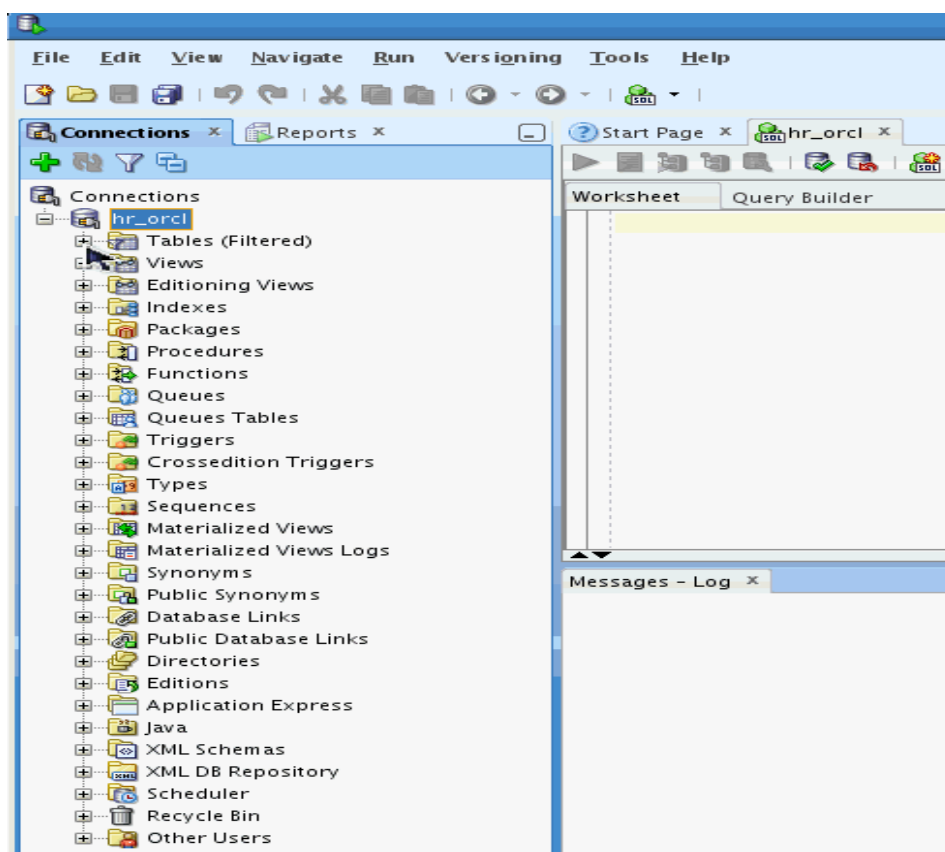 File Edit View Navigate Run Versioning Tools Help
SQL
Connections Reports
Start Page hr_orcl
Connections
hr_orcl
Tables (Filtered)
Views
Editioning Views
Indexes
Packages
Procedures
Functions
Queues
Queues Tables
Triggers
Crossedition Triggers
Types
Sequences
Materialized Views
Materialized Views Logs
Synonyms
Public Synonyms
Database Links
Public Database Links
Directories
Editions
Application Express
Java
XML Schemas
XML DB Repository
Scheduler
Recycle Bin
Other Users
SQL
Worksheet Query Builder
Messages - Log